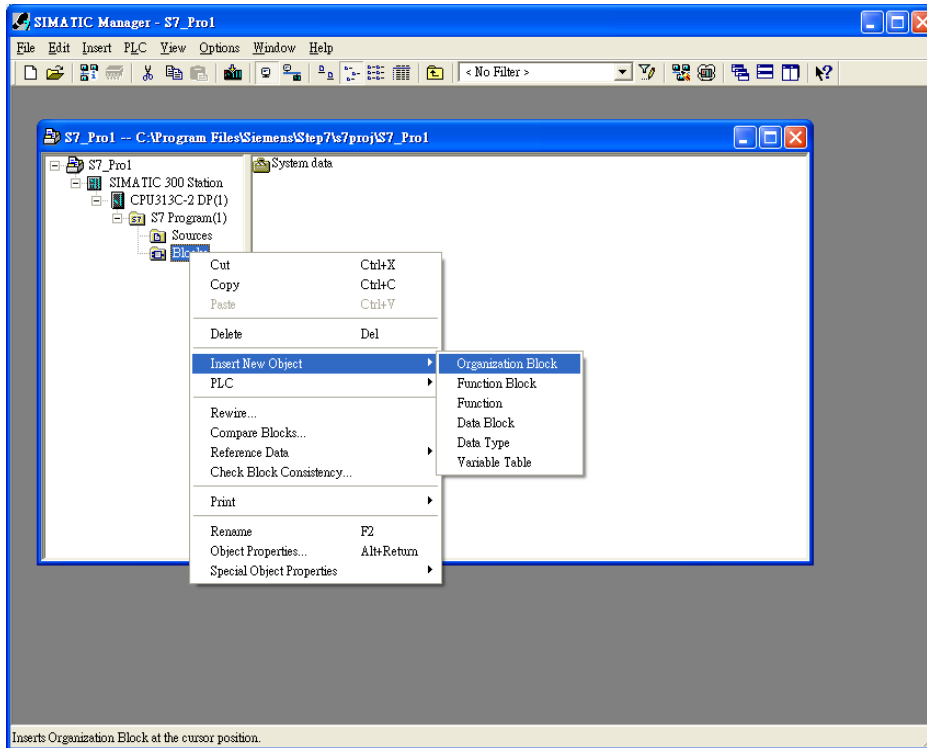 SIMATIC Manager - S7_Pro1
File Edit Insert PLC View Options Window Help
< No Filter >
S7_Pro1 -- C:\Program Files\Siemens\Step7\s7proj\S7_Pro1
S7_Pro1
System data
SIMATIC 300 Station
CPU313C-2 DP(1)
S7 Program(1)
Sources
Blocks
Cut Ctrl+X
Copy Ctrl+C
Paste Ctrl+V
Delete Del
Insert New Object
PLC
Rewire...
Compare Blocks...
Reference Data
Check Block Consistency...
Print
Rename F2
Object Properties... Alt+Return
Special Object Properties
Organization Block
Function Block
Function
Data Block
Data Type
Variable Table
Inserts Organization Block at the cursor position.